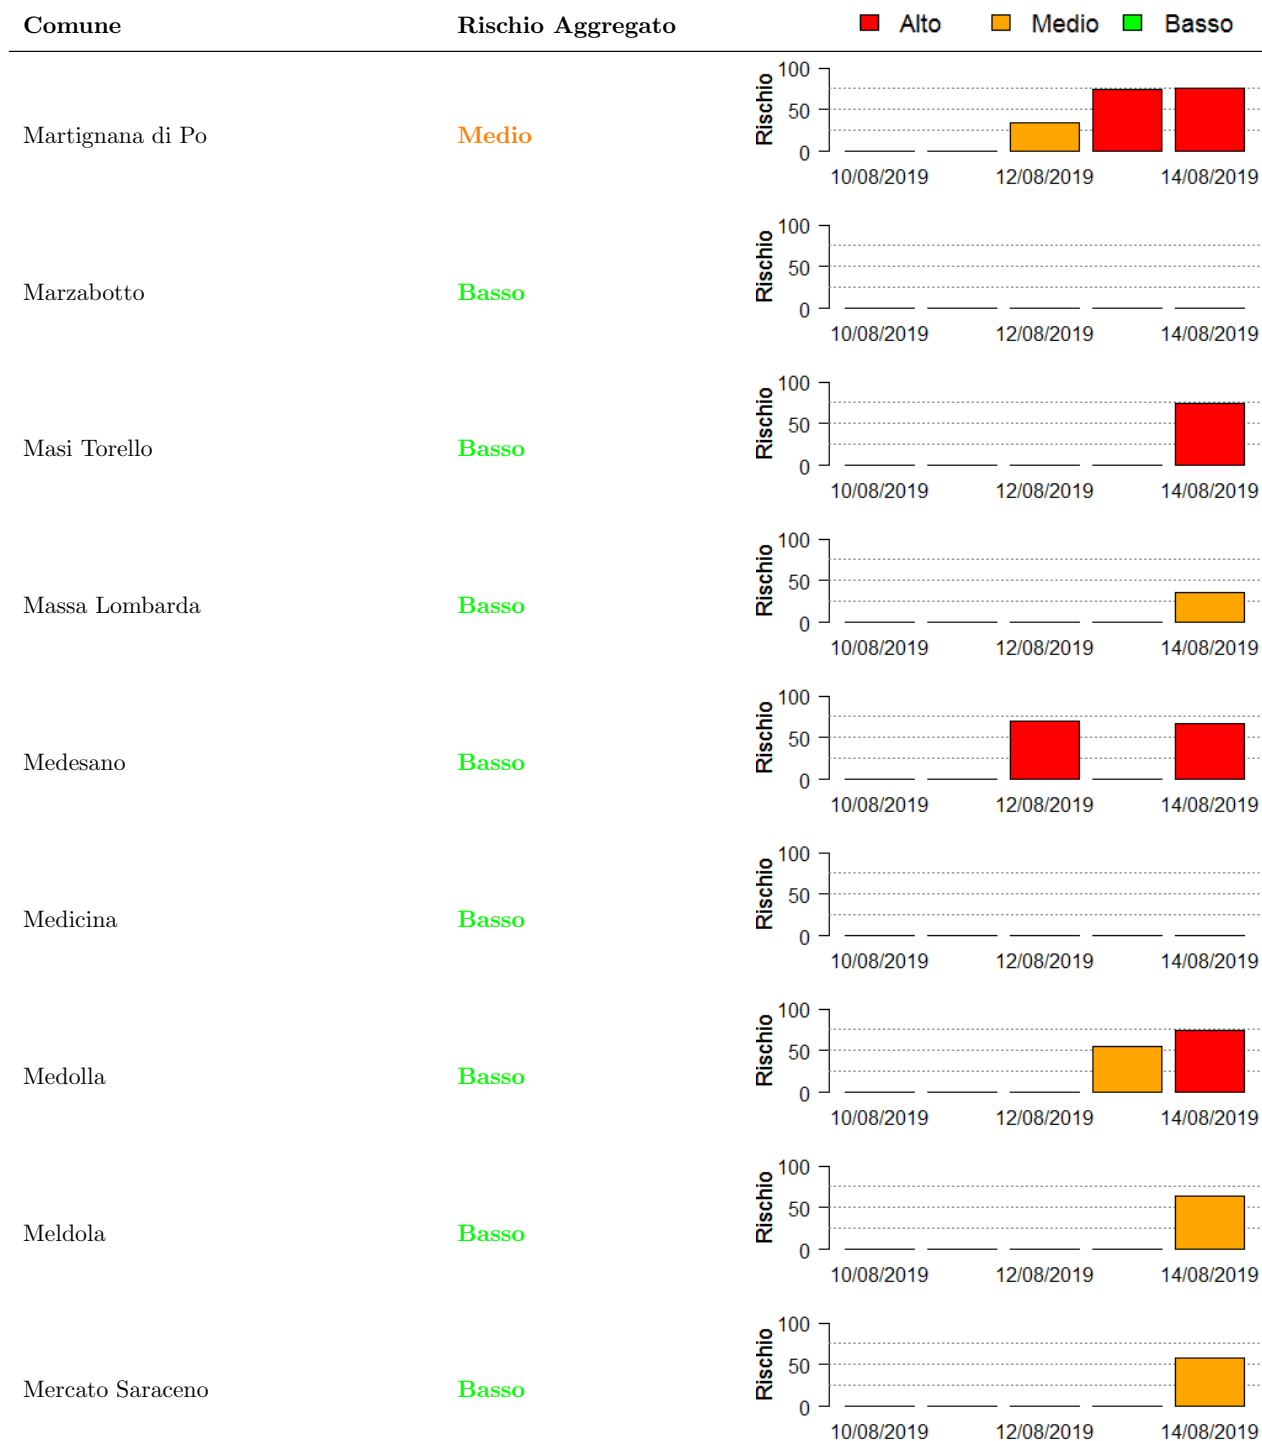 Comune Rischio Aggregato Alto Medio Basso
100
50
0
Rischio
Martignana di Po Medio
10/08/2019 12/08/2019 14/08/2019
100
50
0
Rischio
Marzabotto Basso
10/08/2019 12/08/2019 14/08/2019
100
50
0
Rischio
Masi Torello Basso
10/08/2019 12/08/2019 14/08/2019
100
50
0
Rischio
Massa Lombarda Basso
10/08/2019 12/08/2019 14/08/2019
100
50
0
Rischio
Medesano Basso
10/08/2019 12/08/2019 14/08/2019
100
50
0
Rischio
Medicina Basso
10/08/2019 12/08/2019 14/08/2019
100
50
0
Rischio
Medolla Basso
10/08/2019 12/08/2019 14/08/2019
100
50
0
Rischio
Meldola Basso
10/08/2019 12/08/2019 14/08/2019
100
50
0
Rischio
Mercato Saraceno Basso
10/08/2019 12/08/2019 14/08/2019